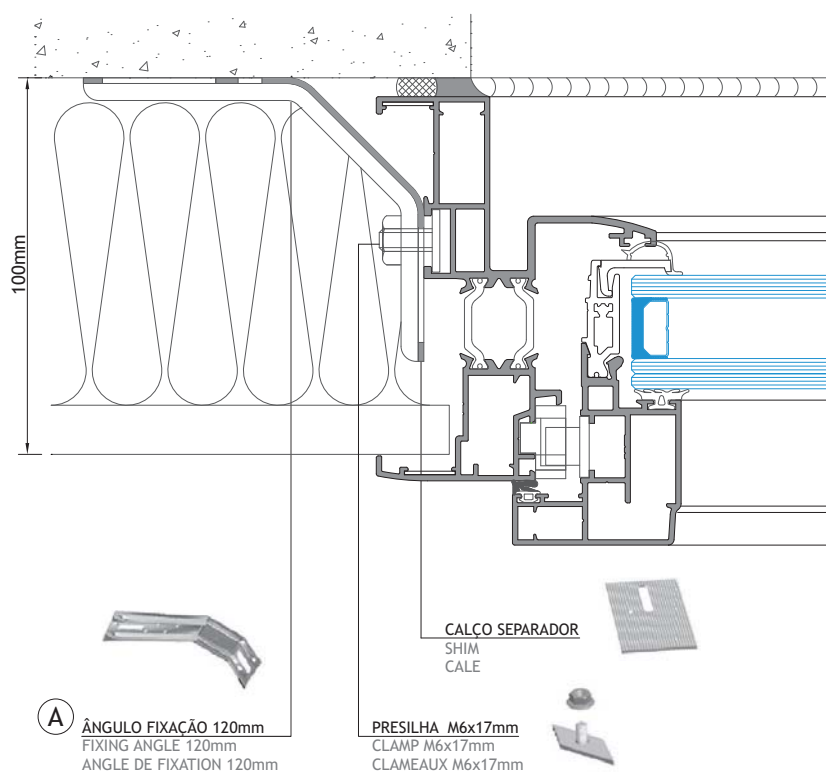 100mm
CALÇO SEPARADOR
SHIM
CALE
A
ÂNGULO FIXAÇÃO 120mm
FIXING ANGLE 120mm
ANGLE DE FIXATION 120mm
PRESILHA M6x17mm
CLAMP M6x17mm
CLAMEAUX M6x17mm